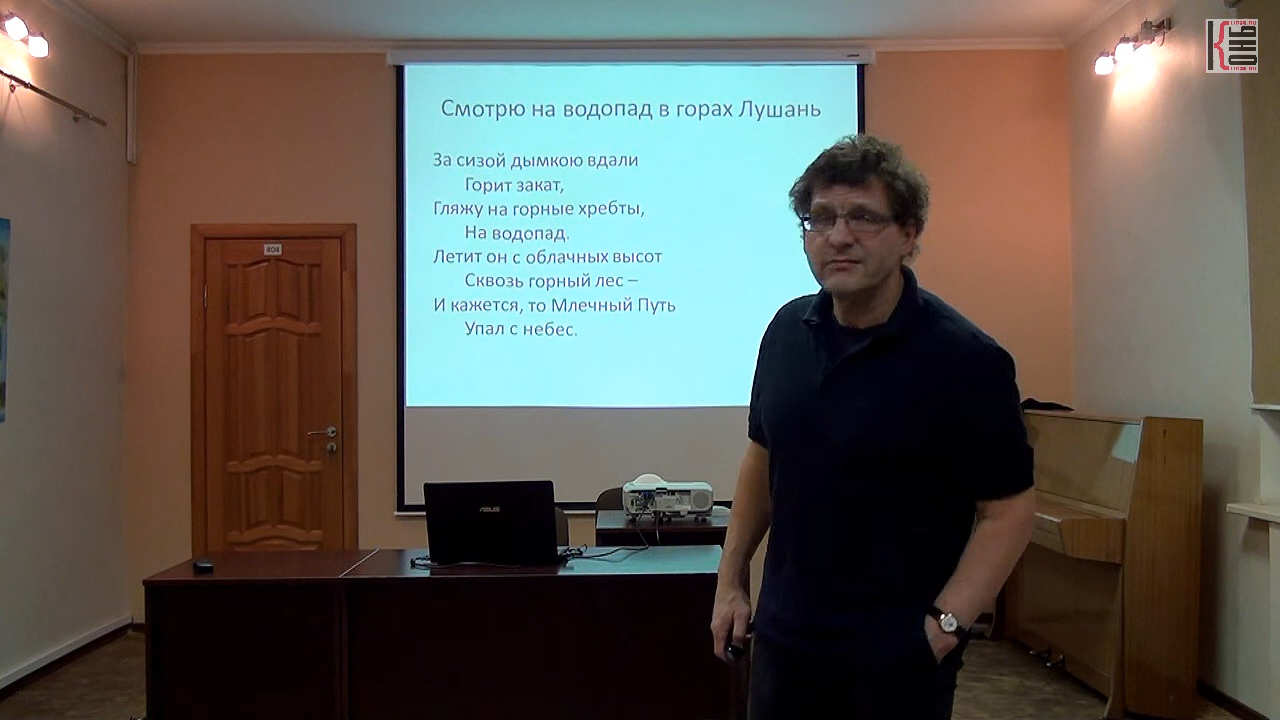 Смотрю на водопад в горах Лушань
За сизой дымкою вдали
Горит закат,
Гляжу на горные хребты,
На водопад.
Летит он с облачных высот
Сквозь горный лес –
И кажется, то Млечный Путь
Упал с небес.
404
ASUS